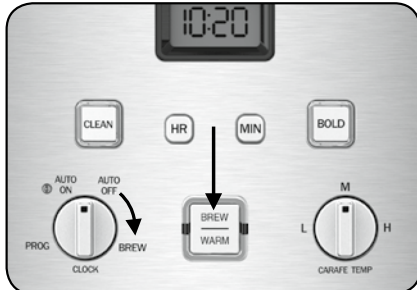 10:20
CLEAN
HR
MIN
BOLD
AUTO ON
AUTO OFF
PROG
BREW
CLOCK
BREW
WARM
M
L
H
CARAFE TEMP